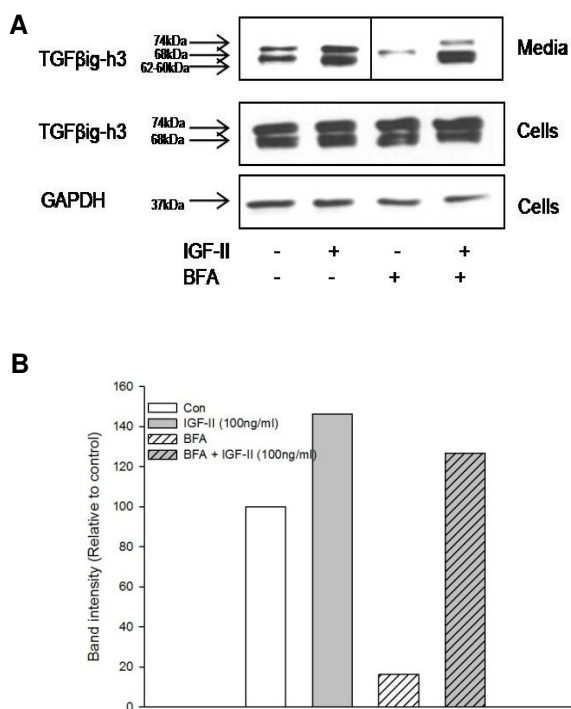 A
TGFβig-h3
74kDa
68kDa
62-60kDa
Media
TGFβig-h3
74kDa
68kDa
Cells
GAPDH
37kDa
Cells
IGF-II - + - +
BFA - - + +
B
Band intensity (Relative to control)
160
140
120
100
80
60
40
20
0
Con
IGF-II (100ng/ml)
BFA
BFA + IGF-II (100ng/ml)